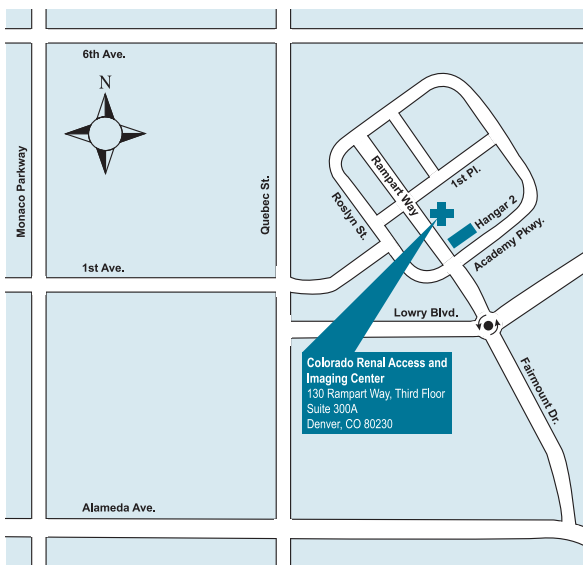 6th Ave.
N
Monaco Parkway
Quebec St.
Rampart Way
1st Pl.
Roslyn St.
Hangar 2
Academy Pkwy.
1st Ave.
Lowry Blvd.
Colorado Renal Access and
Imaging Center
130 Rampart Way, Third Floor
Suite 300A
Denver, CO 80230
Fairmount Dr.
Alameda Ave.